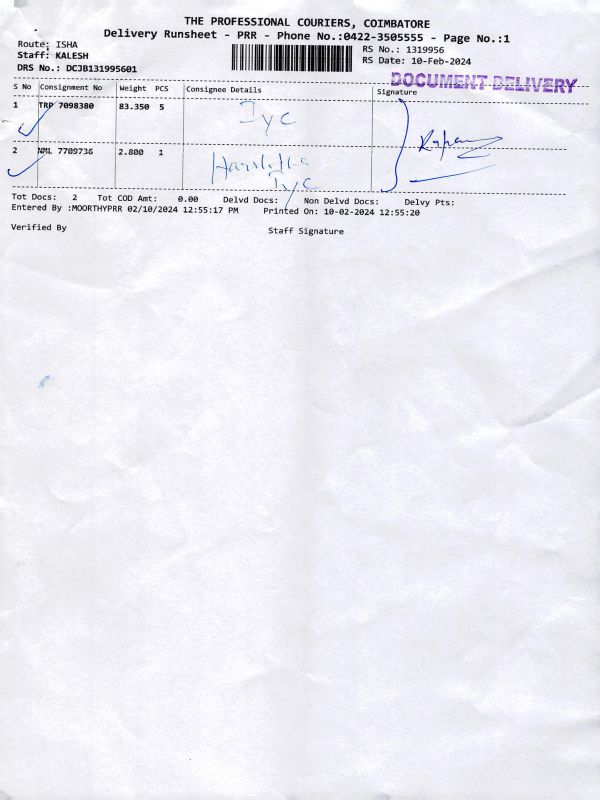 THE PROFESSIONAL COURIERS, COIMBATORE
Delivery Runsheet - PRR - Phone No.:0422-3505555 - Page No.:1
Route: ISHA
RS No.: 1319956
Staff: KALESH
RS Date: 10-Feb-2024
DRS No.: DCJB131995601
DOCUMENT DELIVERY
S No Consignment No Weight PCS Consignee Details Signature
1 TRP 7098380 83.350 5 Iyc
2 NML 7709736 2.800 1
Iyc
Tot Docs: 2 Tot COD Amt: 0.00 Delvd Docs: Non Delvd Docs: Delvy Pts:
Entered By :MOORTHYPRR 02/10/2024 12:55:17 PM Printed On: 10-02-2024 12:55:20
Verified By Staff Signature